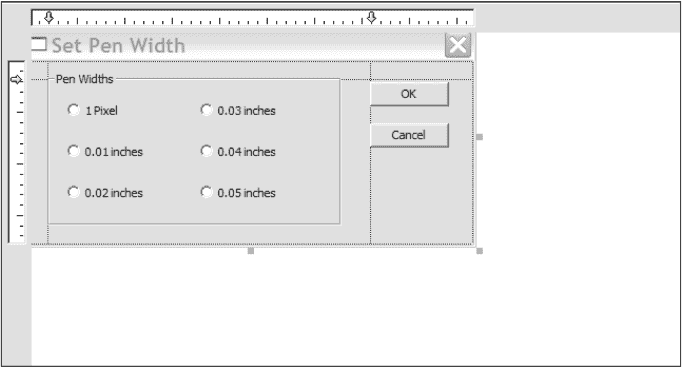 Set Pen Width
Pen Widths
1 Pixel
0.03 inches
OK
0.01 inches
0.04 inches
Cancel
0.02 inches
0.05 inches